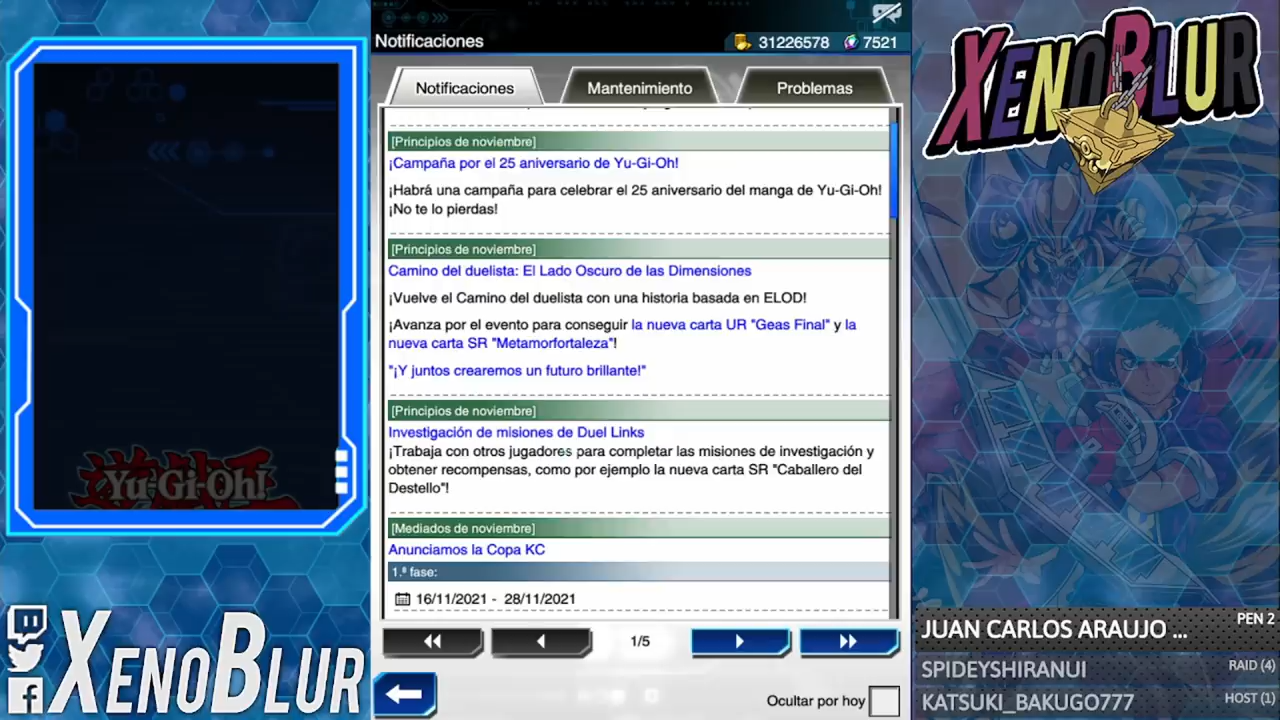 Notificaciones
31226578
7521
Notificaciones
Mantenimiento
Problemas
[Principios de noviembre]
¡Campaña por el 25 aniversario de Yu-Gi-Oh!
¡Habrá una campaña para celebrar el 25 aniversario del manga de Yu-Gi-Oh!
¡No te lo pierdas!
[Principios de noviembre]
Camino del duelista: El Lado Oscuro de las Dimensiones
¡Vuelve el Camino del duelista con una historia basada en ELOD!
¡Avanza por el evento para conseguir la nueva carta UR "Geas Final" y la
nueva carta SR "Metamorfortaleza"!
"¡Y juntos crearemos un futuro brillante!"
[Principios de noviembre]
Investigación de misiones de Duel Links
¡Trabaja con otros jugadores para completar las misiones de investigación y
obtener recompensas, como por ejemplo la nueva carta SR "Caballero del
Destello"!
[Mediados de noviembre]
Anunciamos la Copa KC
1.ª fase:
16/11/2021 - 28/11/2021
1/5
Ocultar por hoy
Yu-Gi-Oh!
XENOBLUR
XENOBLUR
JUAN CARLOS ARAUJO ...
PEN 2
SPIDEYSHIRANUI
RAID (4)
KATSUKI_BAKUGO777
HOST (1)